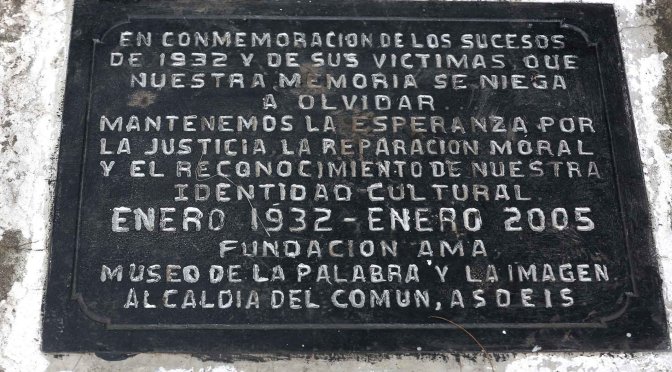 EN CONMEMORACION DE LOS SUCESOS
DE 1932 Y DE SUS VICTIMAS, QUE
NUESTRA MEMORIA SE NIEGA
A OLVIDAR.
MANTENEMOS LA ESPERANZA POR
LA JUSTICIA LA REPARACION MORAL
Y EL RECONOCIMIENTO DE NUESTRA
IDENTIDAD CULTURAL.
ENERO 1932 - ENERO 2005
FUNDACION AMA
MUSEO DE LA PALABRA Y LA IMAGEN
ALCALDIA DEL COMUN, ASDEIS